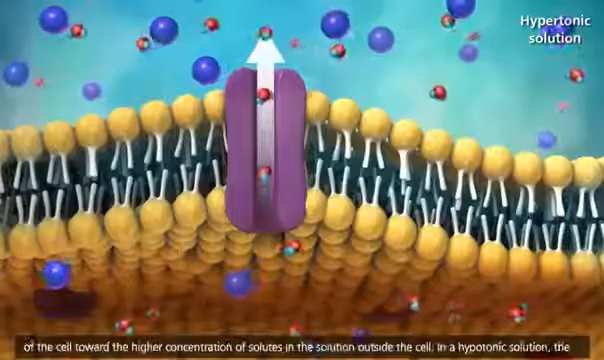 Hypertonic
solution
of the cell toward the higher concentration of solutes in the solution outside the cell. In a hypotonic solution, the